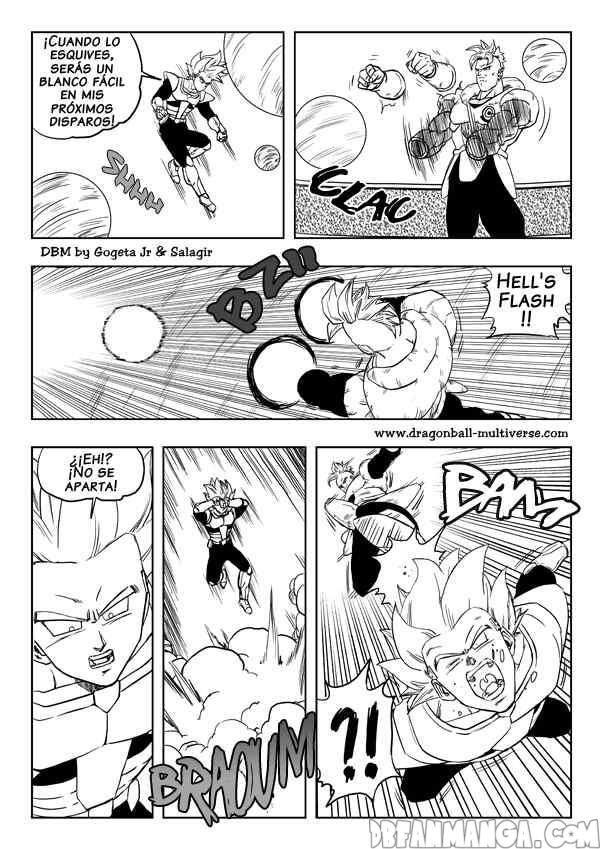 ¡CUANDO LO
ESQUIVES,
SERÁS UN
BLANCO FÁCIL
EN MIS
PRÓXIMOS
DISPAROS!
SHHH
CLAC
DBM by Gogeta Jr & Salagir
BZII
HELL'S
FLASH
!!
www.dragonball-multiverse.com
¿¡EH!?
¡NO SE
APARTA!
BRAOUM
BAM
?!
DBFANMANGA.COM